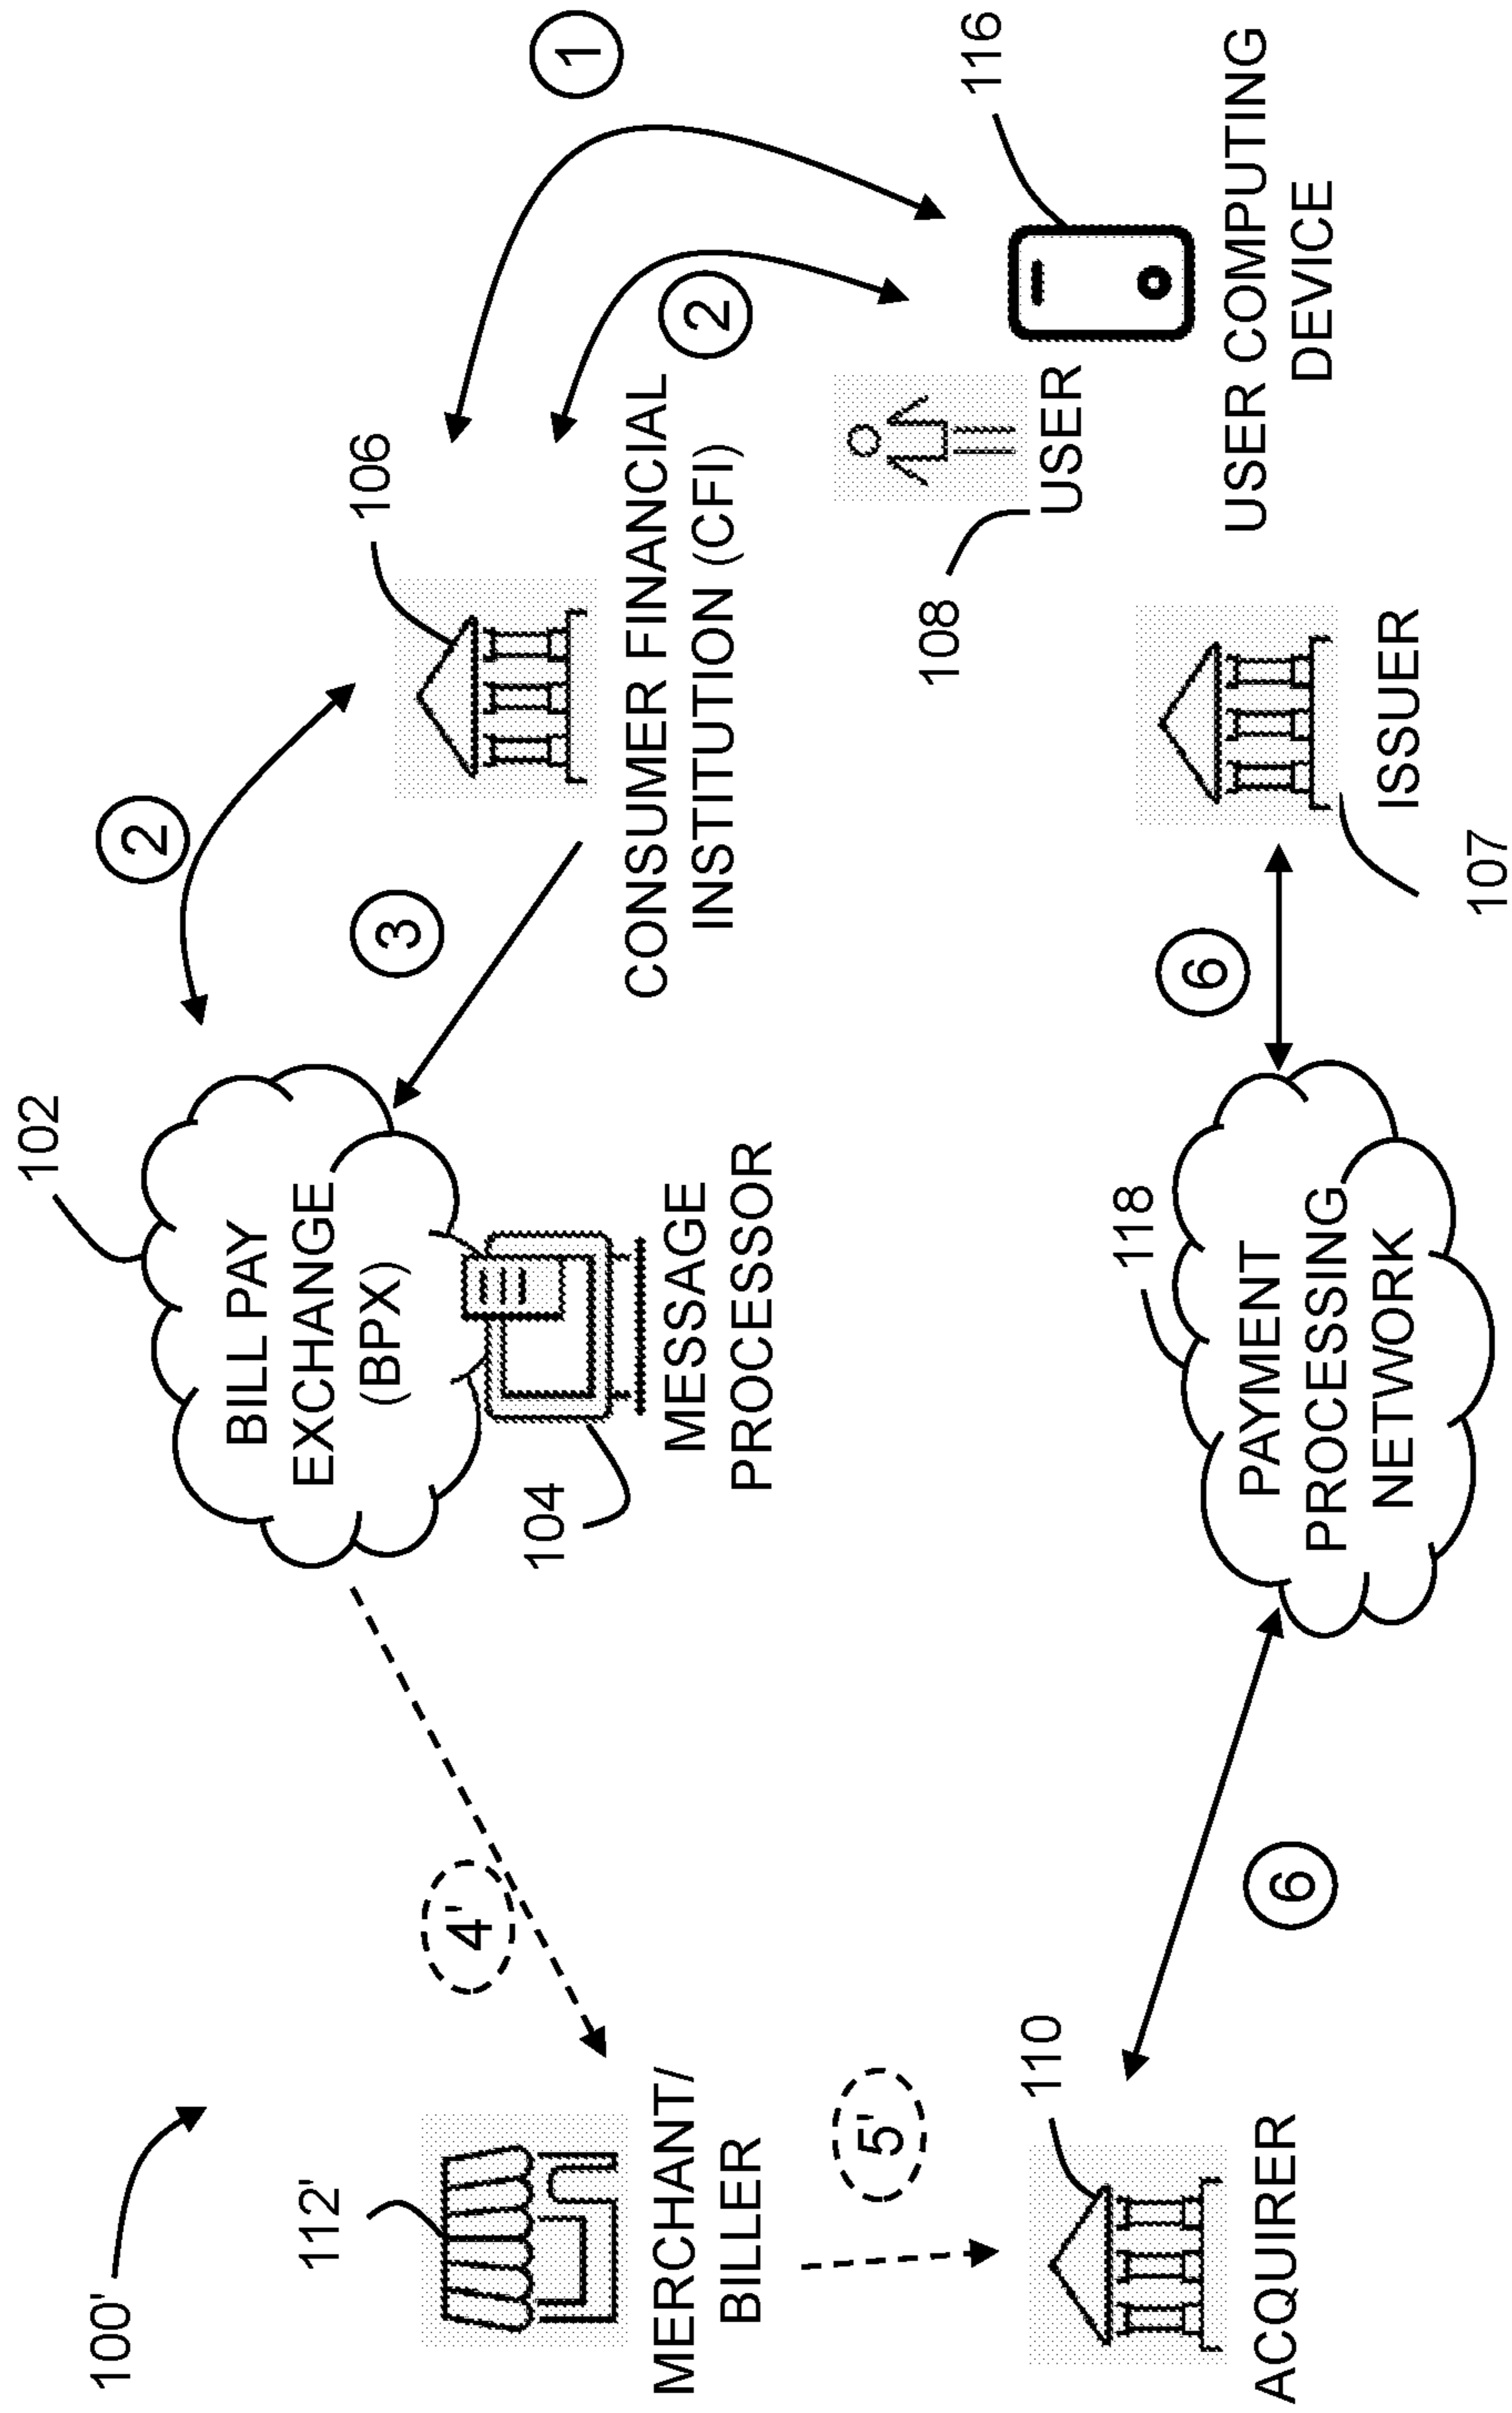 100'
112'
MERCHANT/
BILLER
4'
5'
110
ACQUIRER
102
BILL PAY
EXCHANGE
(BPX)
104
MESSAGE
PROCESSOR
2
3
106
CONSUMER FINANCIAL
INSTITUTION (CFI)
1
2
108
USER
116
USER COMPUTING
DEVICE
6
118
PAYMENT
PROCESSING
NETWORK
6
107
ISSUER